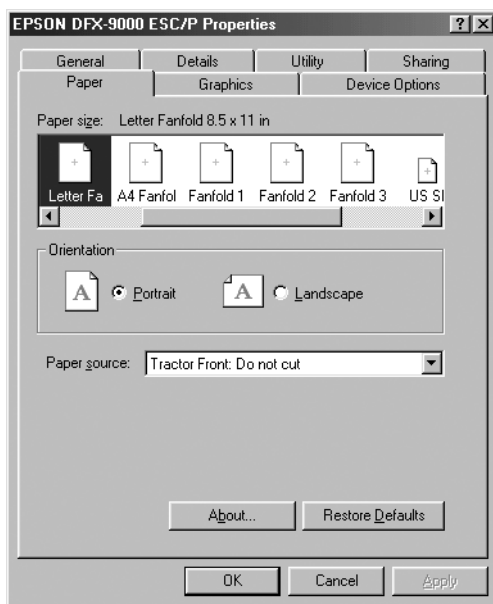 EPSON DFX-9000 ESC/P Properties
General Details Utility Sharing
Paper Graphics Device Options
Paper size: Letter Fanfold 8.5 x 11 in
Letter Fa A4 Fanfol Fanfold 1 Fanfold 2 Fanfold 3 US Sl
Orientation
A Portrait A Landscape
Paper source: Tractor Front: Do not cut
About... Restore Defaults
OK Cancel Apply